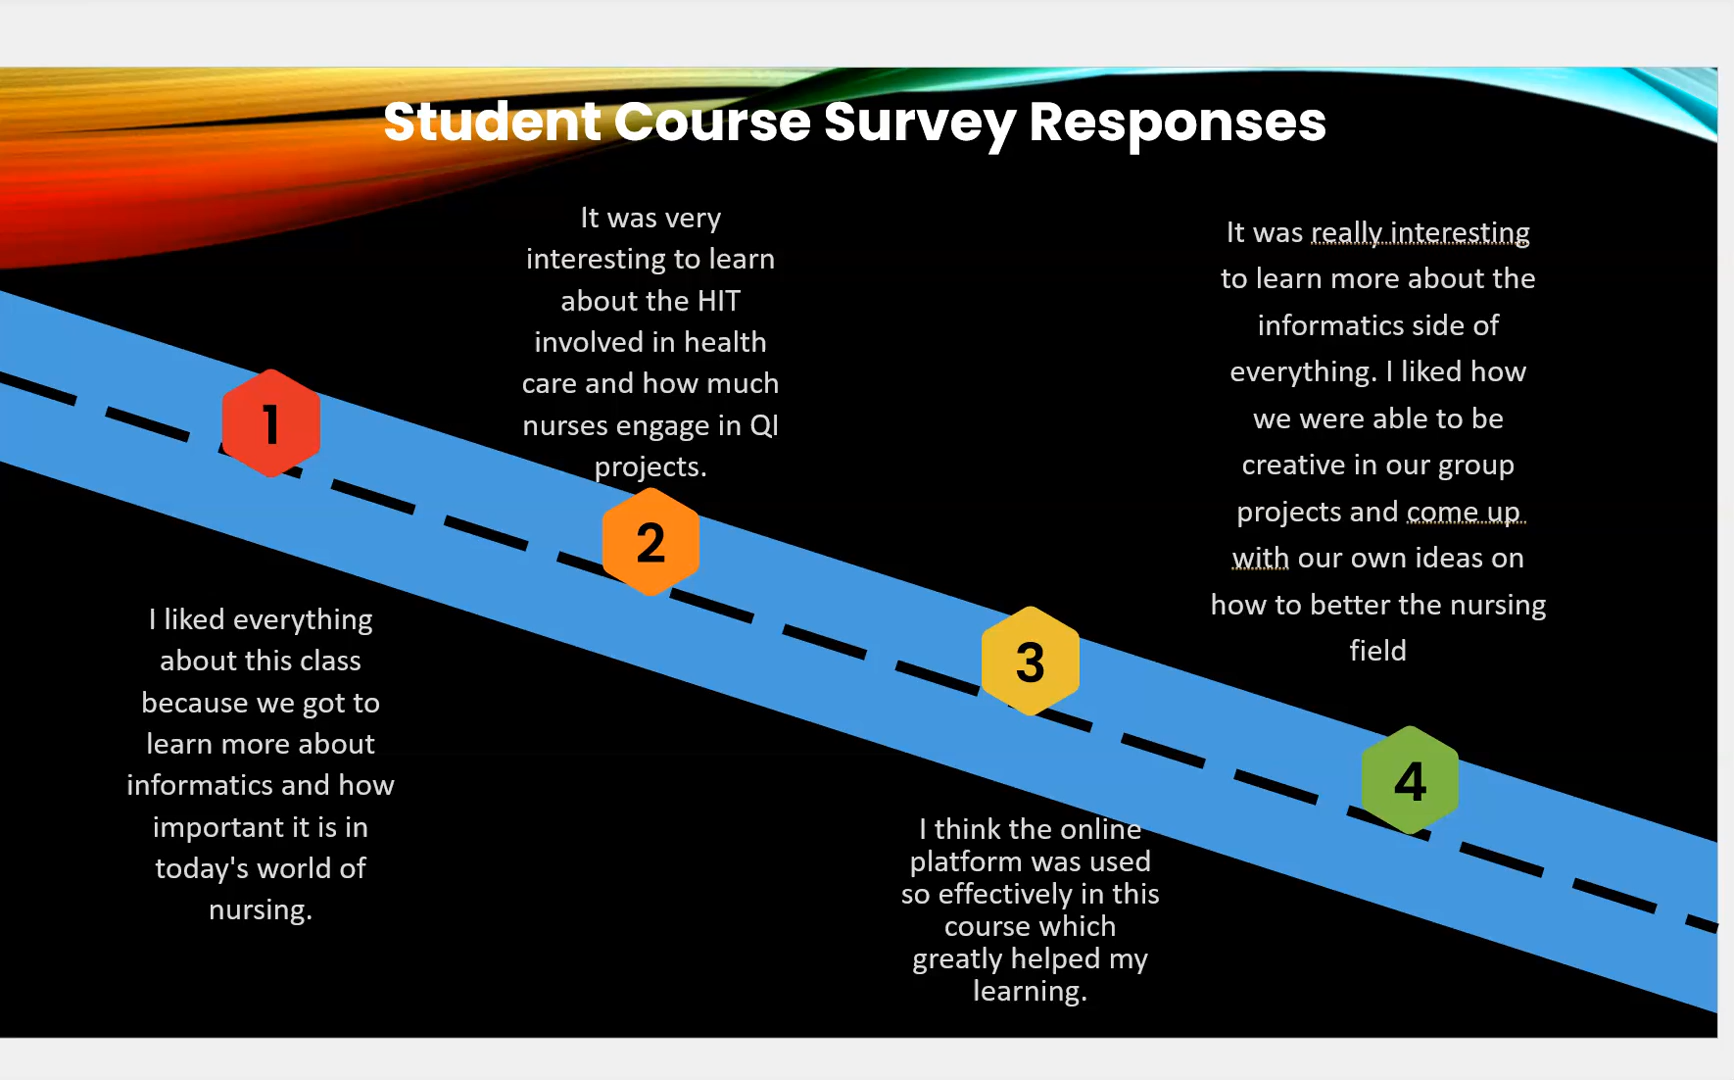 Student Course Survey Responses
1
I liked everything
about this class
because we got to
learn more about
informatics and how
important it is in
today's world of
nursing.
It was very
interesting to learn
about the HIT
involved in health
care and how much
nurses engage in QI
projects.
2
3
I think the online
platform was used
so effectively in this
course which
greatly helped my
learning.
It was really interesting
to learn more about the
informatics side of
everything. I liked how
we were able to be
creative in our group
projects and come up
with our own ideas on
how to better the nursing
field
4